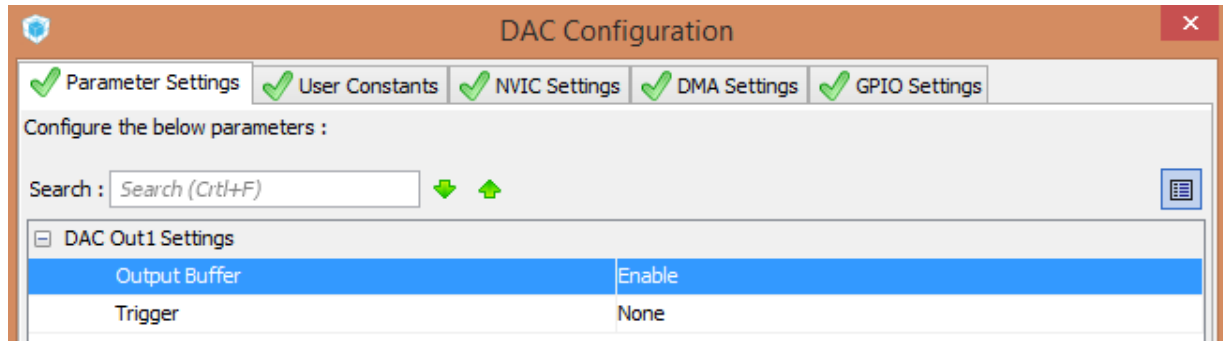 DAC Configuration
Parameter Settings User Constants NVIC Settings DMA Settings GPIO Settings
Configure the below parameters :
Search : Search (Crtl+F)
DAC Out1 Settings
Output Buffer Enable
Trigger None